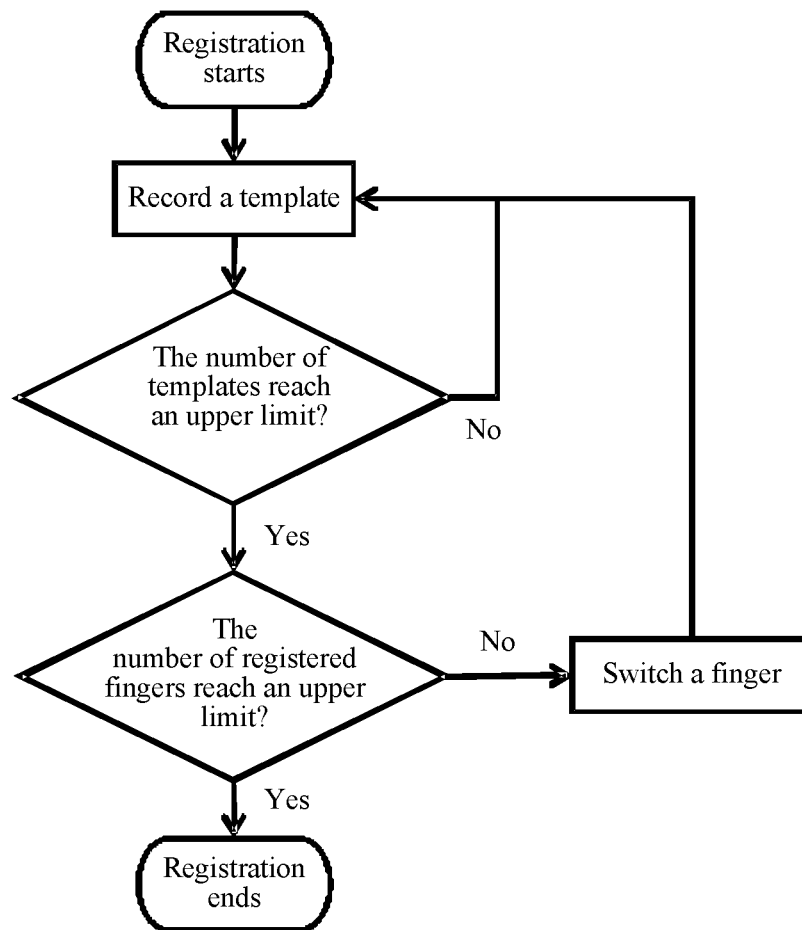 Registration
starts
Record a template
The number of
templates reach
an upper limit?
No
Yes
The
number of registered
fingers reach an upper
limit?
No
Switch a finger
Yes
Registration
ends